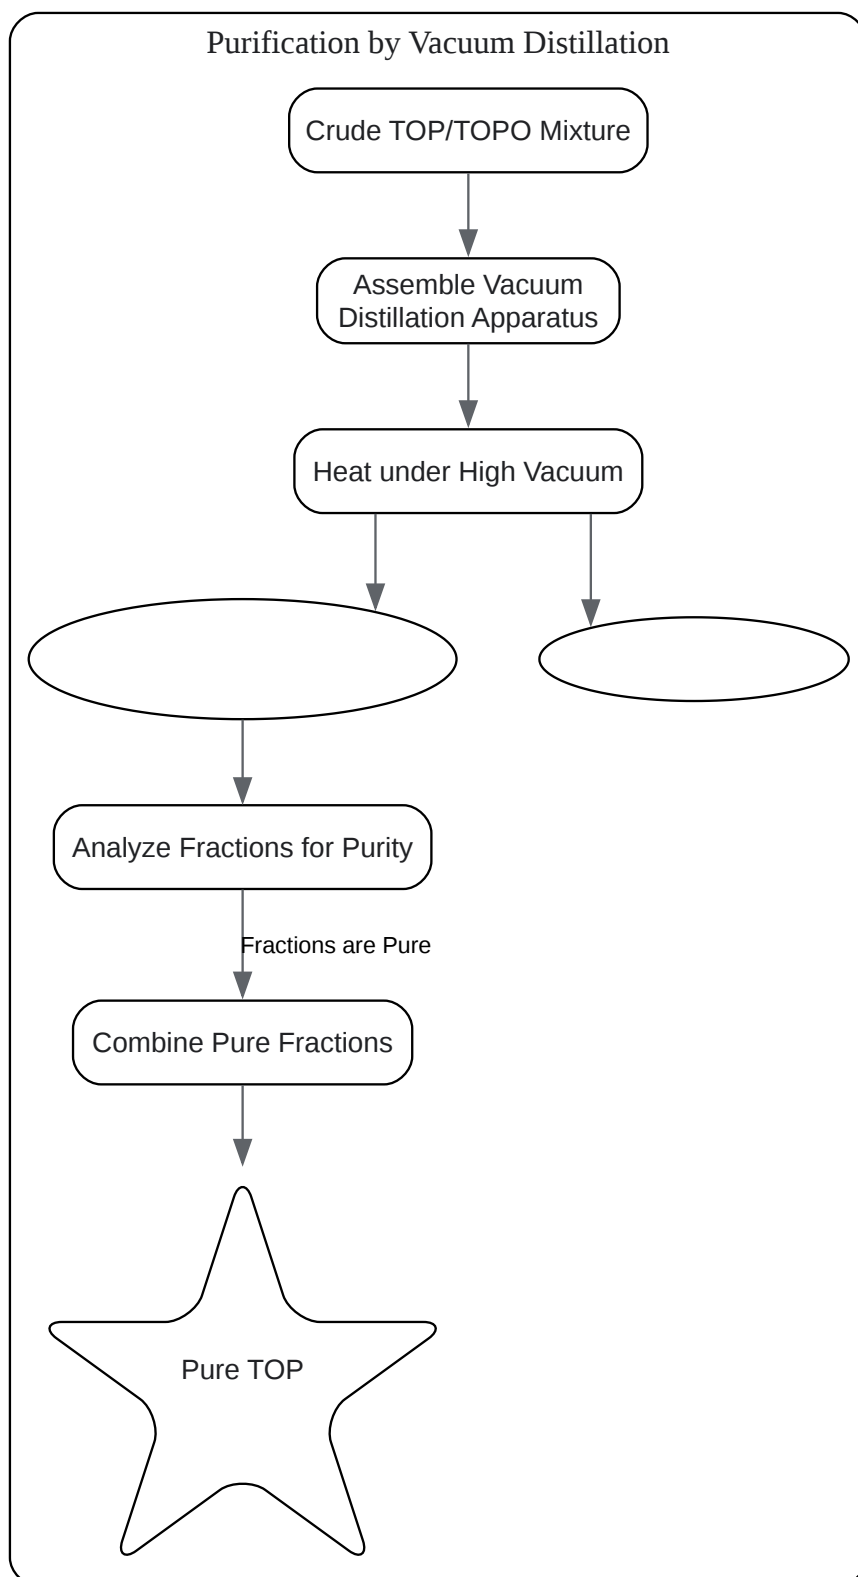 Purification by Vacuum Distillation
Crude TOP/TOPO Mixture
Assemble Vacuum
Distillation Apparatus
Heat under High Vacuum
Analyze Fractions for Purity
Fractions are Pure
Combine Pure Fractions
Pure TOP